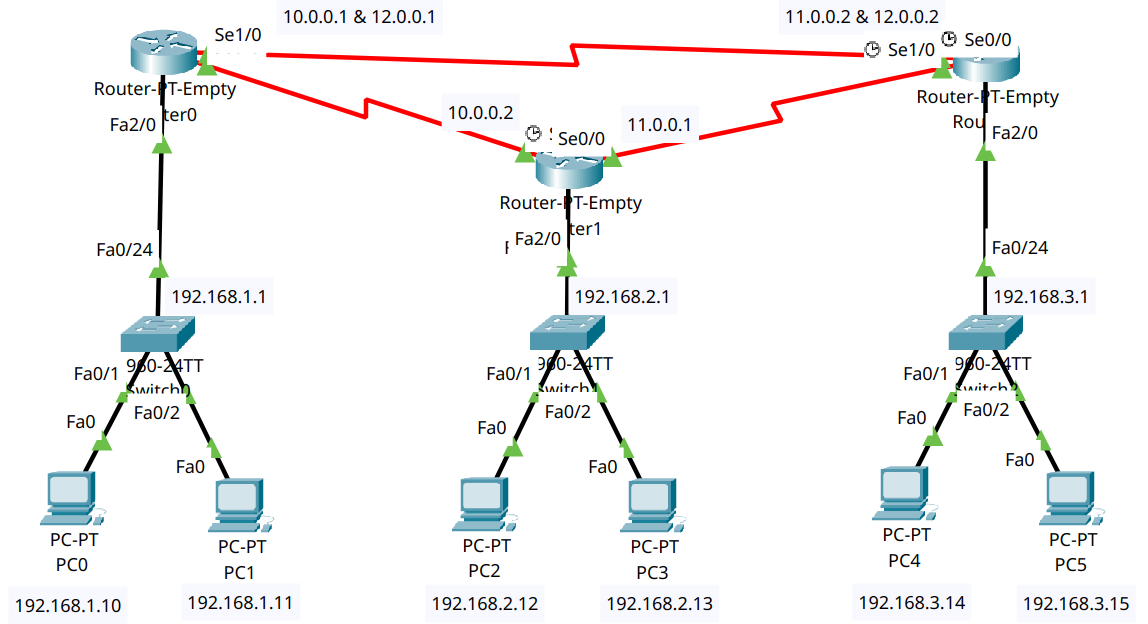 10.0.0.1 & 12.0.0.1
11.0.0.2 & 12.0.0.2
Se1/0
Se0/0
Se1/0
Router-PT-Empty
ter0
Router-PT-Empty
Rou
10.0.0.2
11.0.0.1
Fa2/0
Se0/0
Fa2/0
Router-PT-Empty
ter1
Fa2/0
Fa0/24
Fa0/24
192.168.1.1
192.168.2.1
192.168.3.1
960-24TT
Switch0
960-24TT
960-24TT
Fa0/1
Fa0/1
Fa0/1
Fa0/2
Fa0/2
Fa0/2
Fa0
Fa0
Fa0
Fa0
Fa0
Fa0
PC-PT
PC0
PC-PT
PC1
PC-PT
PC2
PC-PT
PC3
PC-PT
PC4
PC-PT
PC5
192.168.1.10
192.168.1.11
192.168.2.12
192.168.2.13
192.168.3.14
192.168.3.15